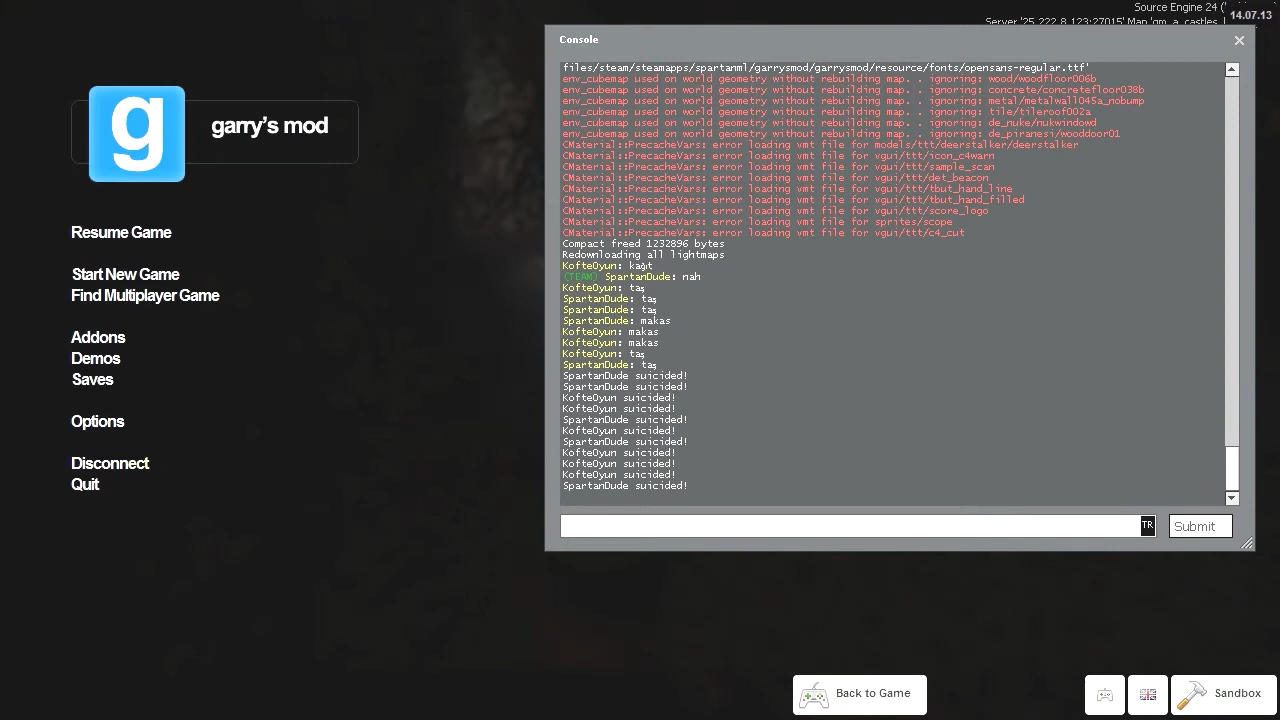 Source Engine 24 ('
14.07.13
Server '25.222.8.123:27015' Map 'gm_a_castles_
Console
files/steam/steamapps/spartanml/garrysmod/garrysmod/resource/fonts/opensans-regular.ttf'
env_cubemap used on world geometry without rebuilding map. . ignoring: wood/woodfloor006b
env_cubemap used on world geometry without rebuilding map. . ignoring: concrete/concretefloor038b
env_cubemap used on world geometry without rebuilding map. . ignoring: metal/metalwall045a_nobump
env_cubemap used on world geometry without rebuilding map. . ignoring: tile/tileroof002a
env_cubemap used on world geometry without rebuilding map. . ignoring: de_nuke/nukwindowd
env_cubemap used on world geometry without rebuilding map. . ignoring: de_piranesi/wooddoor01
CMaterial::PrecacheVars: error loading vmt file for models/ttt/deerstalker/deerstalker
CMaterial::PrecacheVars: error loading vmt file for vgui/ttt/icon_c4warn
CMaterial::PrecacheVars: error loading vmt file for vgui/ttt/sample_scan
CMaterial::PrecacheVars: error loading vmt file for vgui/ttt/det_beacon
CMaterial::PrecacheVars: error loading vmt file for vgui/ttt/tbut_hand_line
CMaterial::PrecacheVars: error loading vmt file for vgui/ttt/tbut_hand_filled
CMaterial::PrecacheVars: error loading vmt file for vgui/ttt/score_logo
CMaterial::PrecacheVars: error loading vmt file for sprites/scope
CMaterial::PrecacheVars: error loading vmt file for vgui/ttt/c4_cut
Compact freed 1232896 bytes
Redownloading all lightmaps
KofteOyun: kağıt
(TEAM) SpartanDude: nah
KofteOyun: taş
SpartanDude: taş
SpartanDude: taş
SpartanDude: makas
KofteOyun: makas
KofteOyun: makas
KofteOyun: taş
SpartanDude: taş
SpartanDude suicided!
SpartanDude suicided!
KofteOyun suicided!
KofteOyun suicided!
SpartanDude suicided!
KofteOyun suicided!
SpartanDude suicided!
KofteOyun suicided!
KofteOyun suicided!
KofteOyun suicided!
SpartanDude suicided!
TR
Submit
g
garry's mod
Resume Game
Start New Game
Find Multiplayer Game
Addons
Demos
Saves
Options
Disconnect
Quit
Back to Game
Sandbox